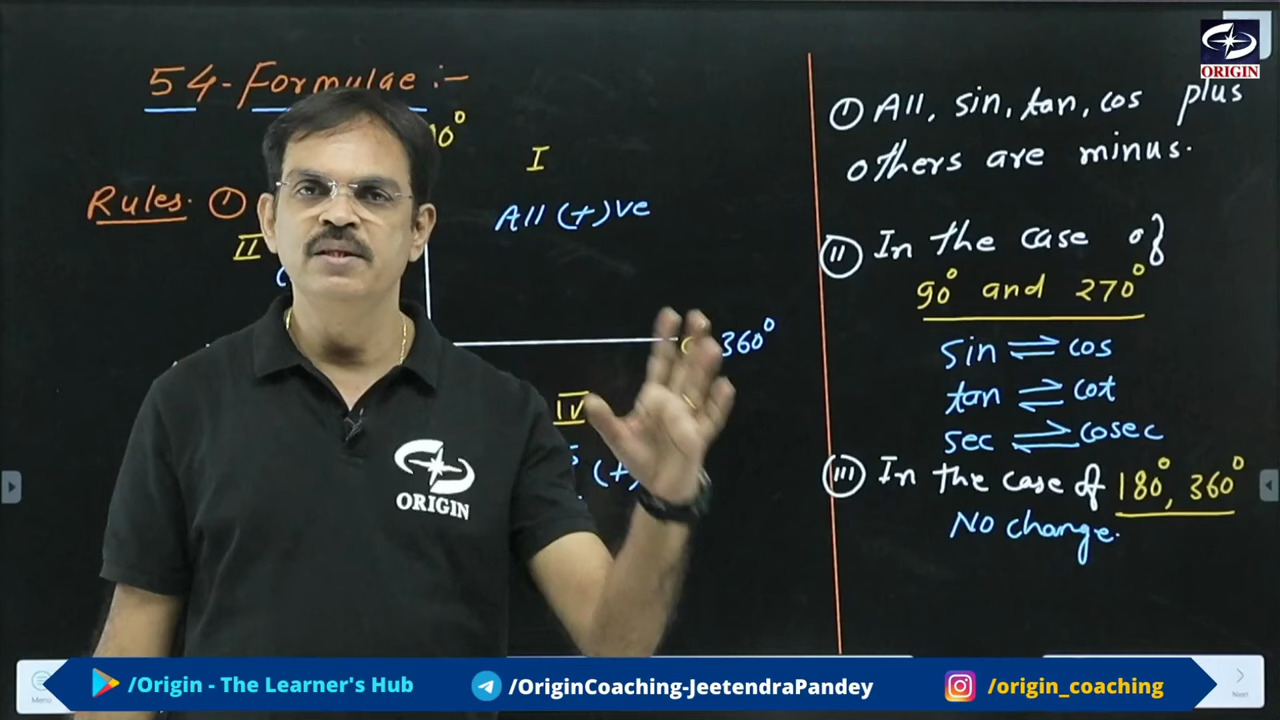 54-Formulae :-
Rules. (1)
II
I
All (+)ve
360°
IV
(+)
(1) All, sin, tan, cos plus
others are minus.
(II) In the case of
90° and 270°
sin ⇌ cos
tan ⇌ cot
sec ⇌ cosec
(III) In the case of 180°, 360°
No change.
ORIGIN
ORIGIN
Menu
Next
/Origin - The Learner's Hub
/OriginCoaching-JeetendraPandey
/origin_coaching